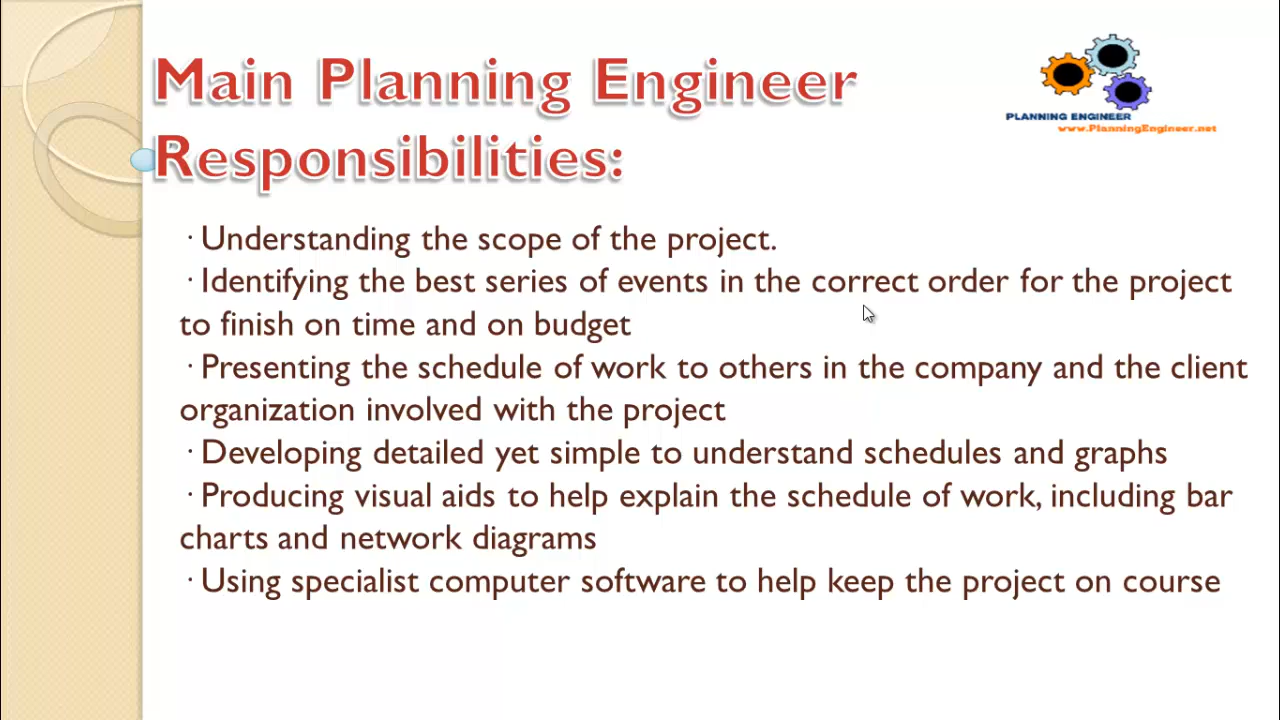 Main Planning Engineer
Responsibilities:
PLANNING ENGINEER
www.PlanningEngineer.net
· Understanding the scope of the project.
· Identifying the best series of events in the correct order for the project
to finish on time and on budget
· Presenting the schedule of work to others in the company and the client
organization involved with the project
· Developing detailed yet simple to understand schedules and graphs
· Producing visual aids to help explain the schedule of work, including bar
charts and network diagrams
· Using specialist computer software to help keep the project on course